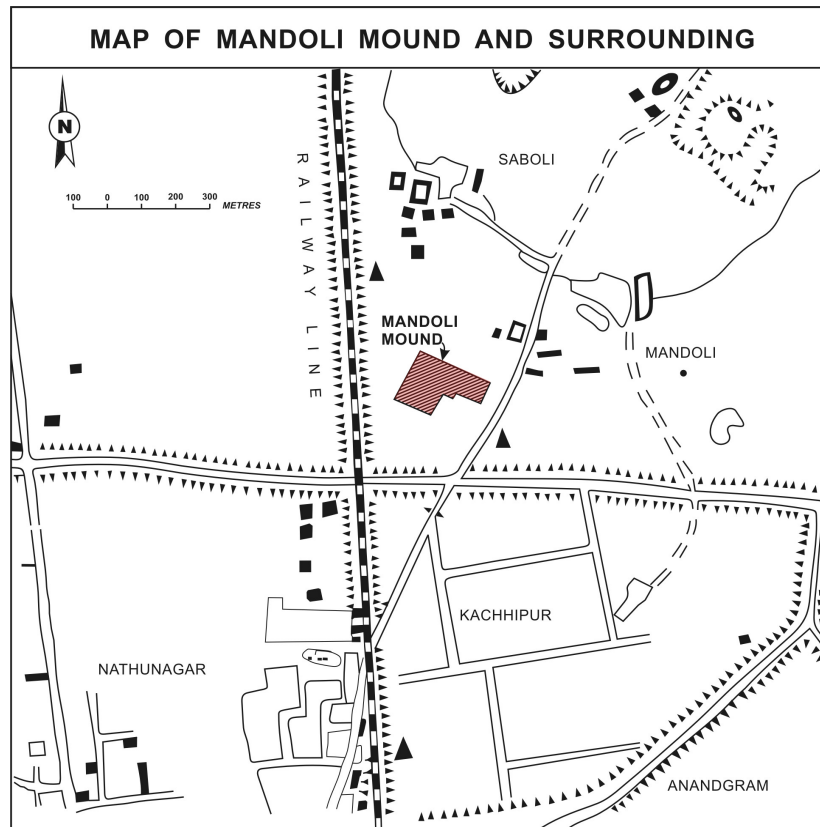 MAP OF MANDOLI MOUND AND SURROUNDING
N
SABOLI
100 0 100 200 300 METRES
RAILWAY LINE
MANDOLI
MOUND
MANDOLI
KACHHIPUR
NATHUNAGAR
ANANDGRAM